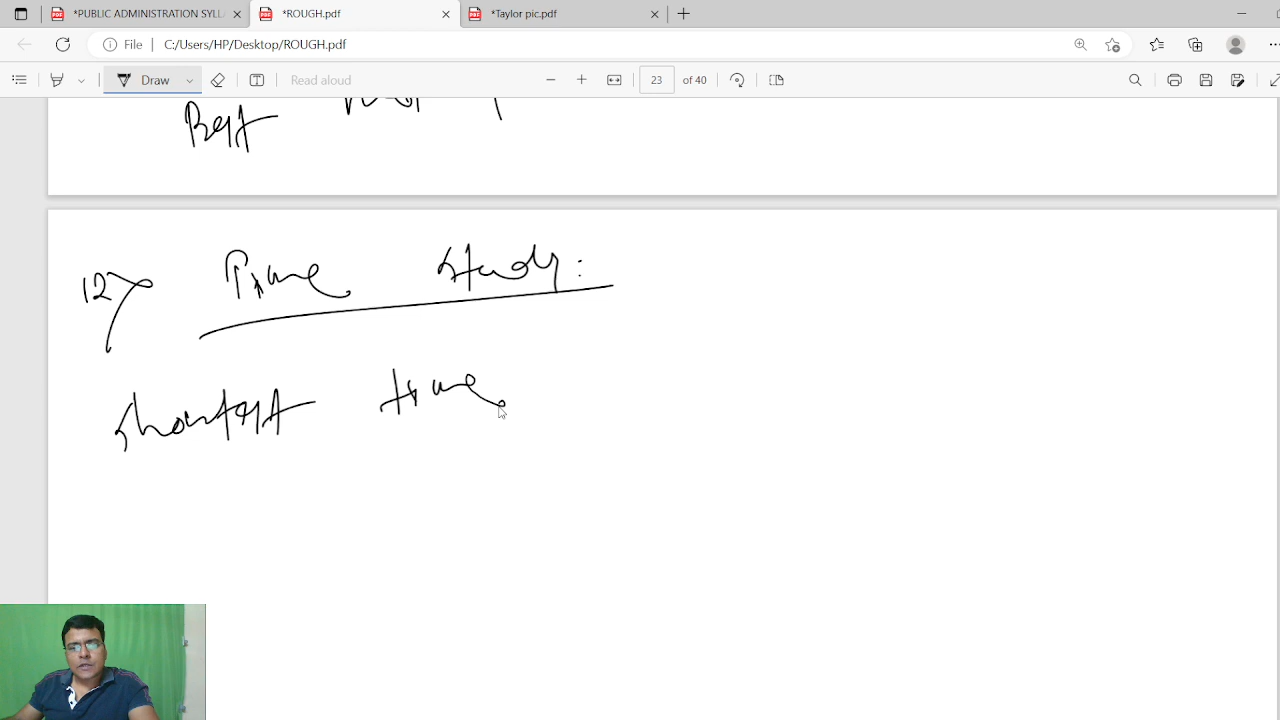 *PUBLIC ADMINISTRATION SYLL
*ROUGH.pdf
*Taylor pic.pdf
File
C:/Users/HP/Desktop/ROUGH.pdf
Draw
Read aloud
23 of 40
Best
12) Time Study:
Shortest time